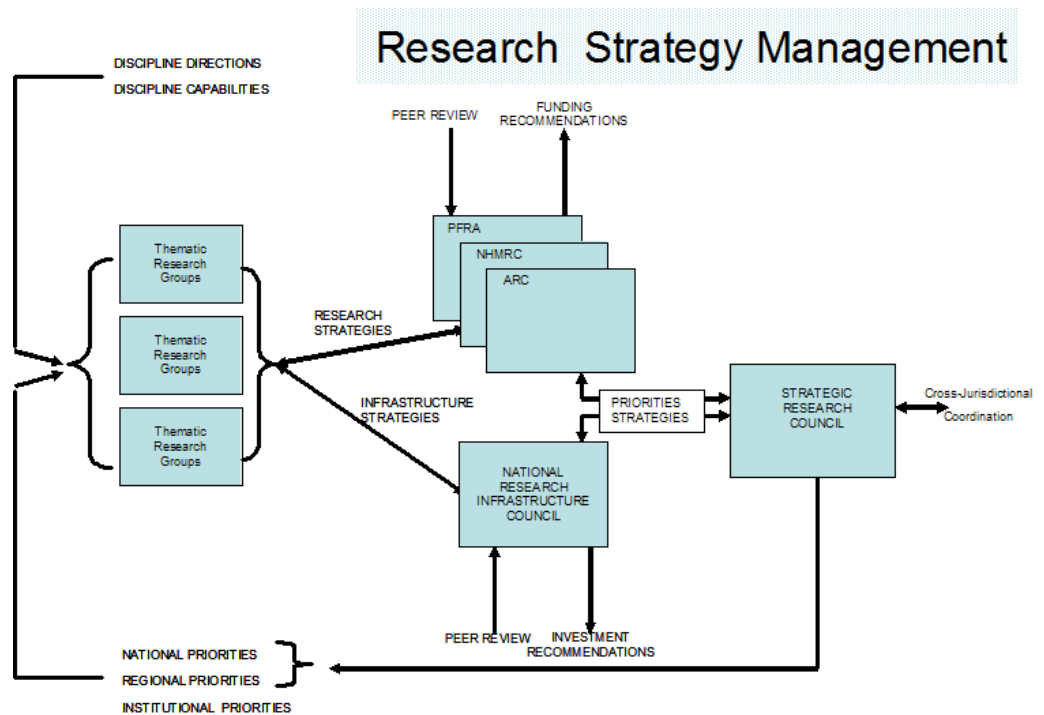 Research Strategy Management
DISCIPLINE DIRECTIONS
DISCIPLINE CAPABILITIES
PEER REVIEW
FUNDING
RECOMMENDATIONS
PFRA
NHMRC
ARC
Thematic
Research
Groups
Thematic
Research
Groups
Thematic
Research
Groups
RESEARCH
STRATEGIES
INFRASTRUCTURE
STRATEGIES
PRIORITIES
STRATEGIES
STRATEGIC
RESEARCH
COUNCIL
Cross-Jurisdictional
Coordination
NATIONAL
RESEARCH
INFRASTRUCTURE
COUNCIL
PEER REVIEW
INVESTMENT
RECOMMENDATIONS
NATIONAL PRIORITIES
REGIONAL PRIORITIES
INSTITUTIONAL PRIORITIES